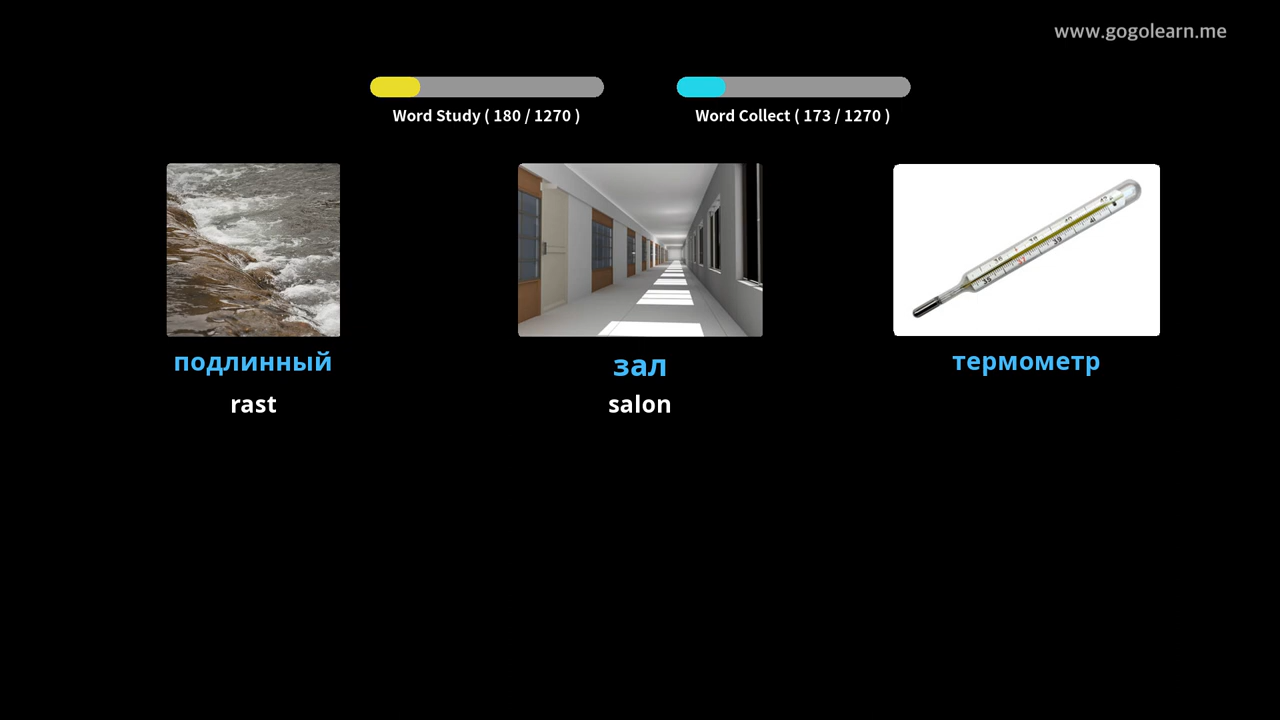 www.gogolearn.me
Word Study ( 180 / 1270 )
Word Collect ( 173 / 1270 )
подлинный
rast
зал
salon
термометр